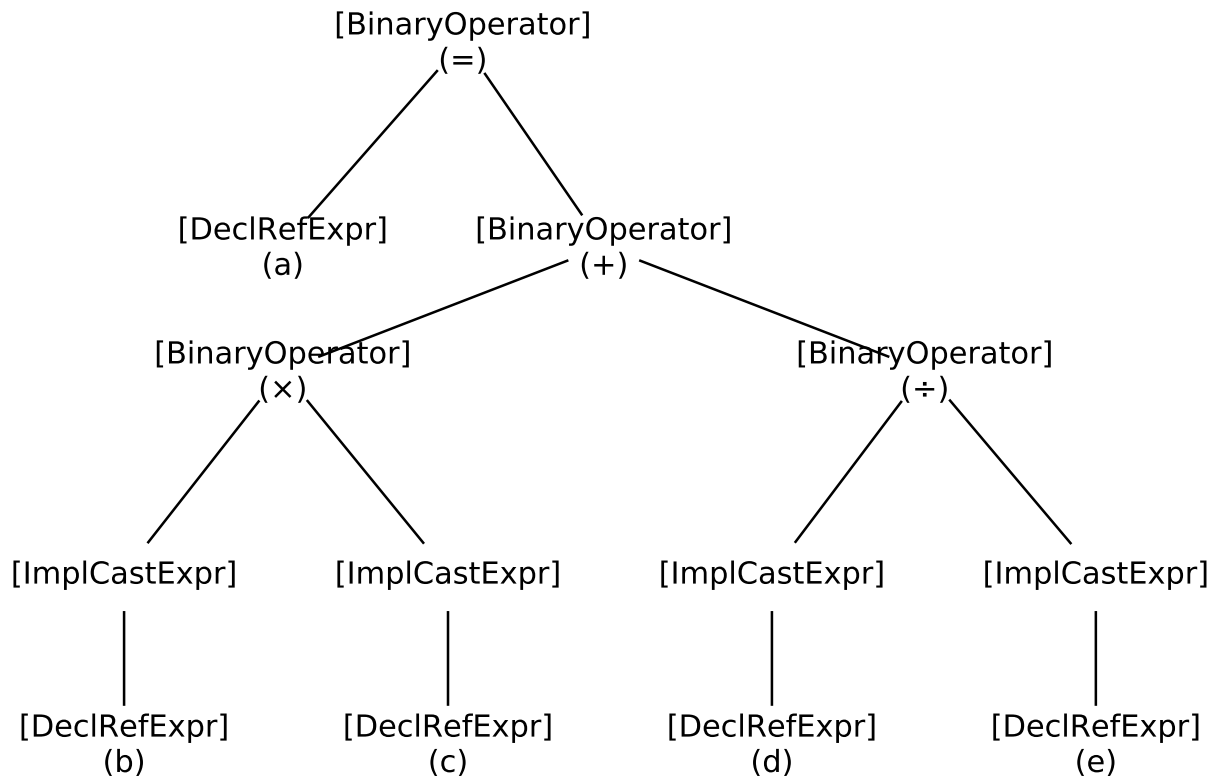 [BinaryOperator]
(=)
[DeclRefExpr]
(a)
[BinaryOperator]
(+)
[BinaryOperator]
(×)
[BinaryOperator]
(÷)
[ImplCastExpr]
[ImplCastExpr]
[ImplCastExpr]
[ImplCastExpr]
[DeclRefExpr]
(b)
[DeclRefExpr]
(c)
[DeclRefExpr]
(d)
[DeclRefExpr]
(e)